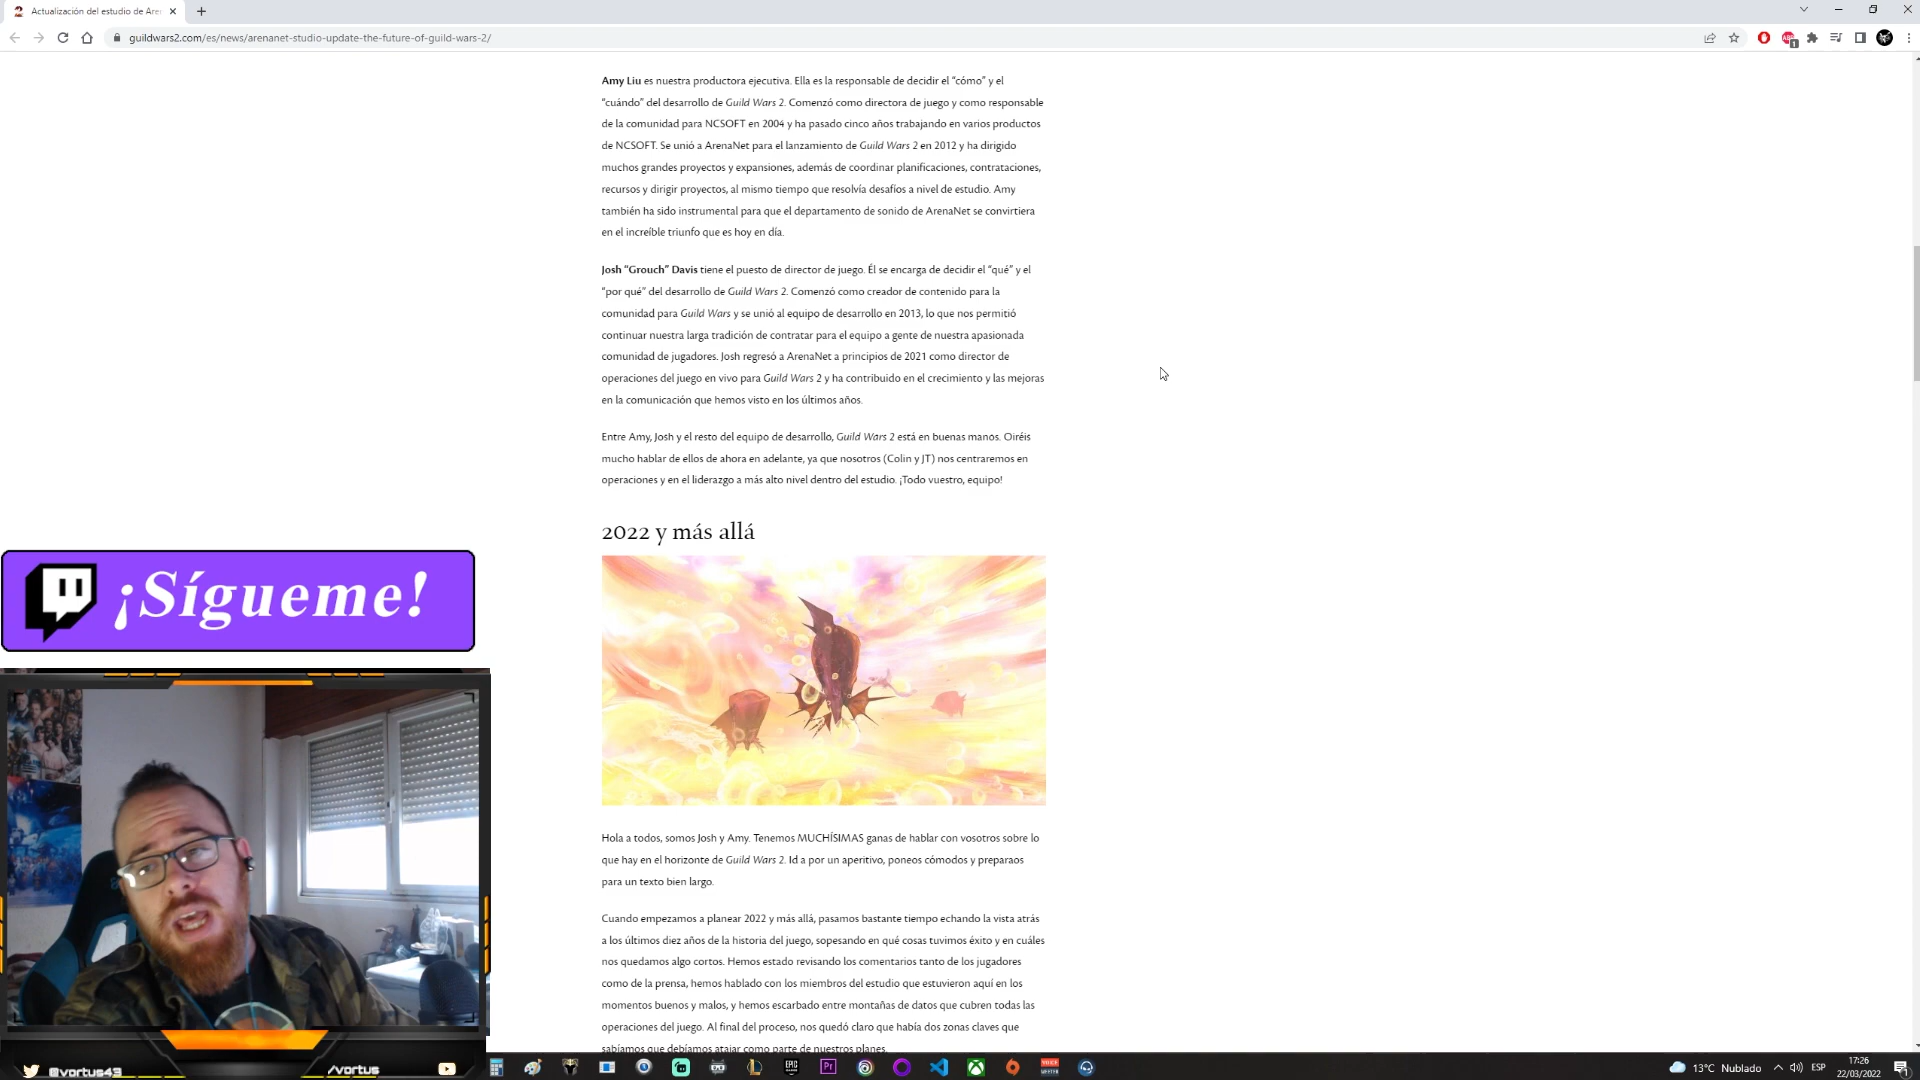 Actualización del estudio de Are
guildwars2.com/es/news/arenanet-studio-update-the-future-of-guild-wars-2/
Amy Liu es nuestra productora ejecutiva. Ella es la responsable de decidir el “cómo” y el
“cuándo” del desarrollo de Guild Wars 2. Comenzó como directora de juego y como responsable
de la comunidad para NCSOFT en 2004 y ha pasado cinco años trabajando en varios productos
de NCSOFT. Se unió a ArenaNet para el lanzamiento de Guild Wars 2 en 2012 y ha dirigido
muchos grandes proyectos y expansiones, además de coordinar planificaciones, contrataciones,
recursos y dirigir proyectos, al mismo tiempo que resolvía desafíos a nivel de estudio. Amy
también ha sido instrumental para que el departamento de sonido de ArenaNet se convirtiera
en el increíble triunfo que es hoy en día.
Josh “Grouch” Davis tiene el puesto de director de juego. Él se encarga de decidir el “qué” y el
“por qué” del desarrollo de Guild Wars 2. Comenzó como creador de contenido para la
comunidad para Guild Wars y se unió al equipo de desarrollo en 2013, lo que nos permitió
continuar nuestra larga tradición de contratar para el equipo a gente de nuestra apasionada
comunidad de jugadores. Josh regresó a ArenaNet a principios de 2021 como director de
operaciones del juego en vivo para Guild Wars 2 y ha contribuido en el crecimiento y las mejoras
en la comunicación que hemos visto en los últimos años.
Entre Amy, Josh y el resto del equipo de desarrollo, Guild Wars 2 está en buenas manos. Oiréis
mucho hablar de ellos de ahora en adelante, ya que nosotros (Colin y JT) nos centraremos en
operaciones y en el liderazgo a más alto nivel dentro del estudio. ¡Todo vuestro, equipo!
2022 y más allá
¡Sígueme!
Hola a todos, somos Josh y Amy. Tenemos MUCHÍSIMAS ganas de hablar con vosotros sobre lo
que hay en el horizonte de Guild Wars 2. Id a por un aperitivo, poneos cómodos y preparaos
para un texto bien largo.
Cuando empezamos a planear 2022 y más allá, pasamos bastante tiempo echando la vista atrás
a los últimos diez años de la historia del juego, sopesando en qué cosas tuvimos éxito y en cuáles
nos quedamos algo cortos. Hemos estado revisando los comentarios tanto de los jugadores
como de la prensa, hemos hablado con los miembros del estudio que estuvieron aquí en los
momentos buenos y malos, y hemos escarbado entre montañas de datos que cubren todas las
operaciones del juego. Al final del proceso, nos quedó claro que había dos zonas claves que
sabíamos que debíamos atajar como parte de nuestros planes.
@vortus43
/vortus
13°C Nublado
ESP
17:26
22/03/2022